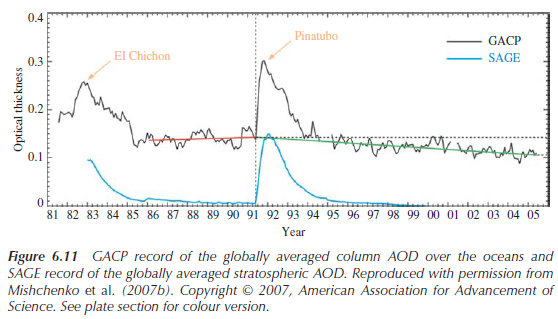 0.4
0.3
0.2
0.1
0
Optical thickness
El Chichon
Pinatubo
GACP
SAGE
81 82 83 84 85 86 87 88 89 90 91 92 93 94 95 96 97 98 99 00 01 02 03 04 05
Year
Figure 6.11 GACP record of the globally averaged column AOD over the oceans and
SAGE record of the globally averaged stratospheric AOD. Reproduced with permission from
Mishchenko et al. (2007b). Copyright © 2007, American Association for Advancement of
Science. See plate section for colour version.